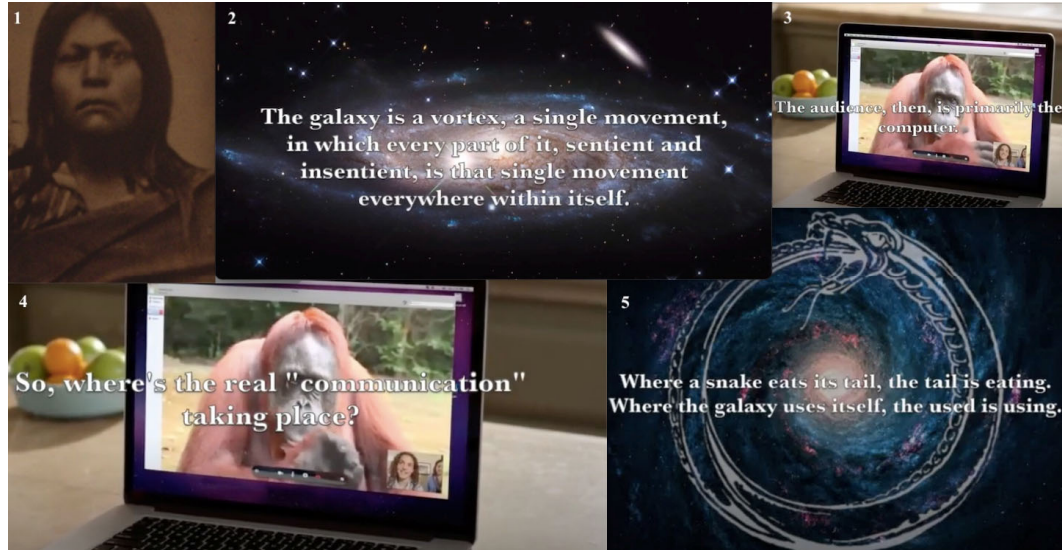 1
2
The galaxy is a vortex, a single movement,
in which every part of it, sentient and
insentient, is that single movement
everywhere within itself.
3
The audience, then, is primarily the
computer.
4
So, where's the real "communication"
taking place?
5
Where a snake eats its tail, the tail is eating.
Where the galaxy uses itself, the used is using.